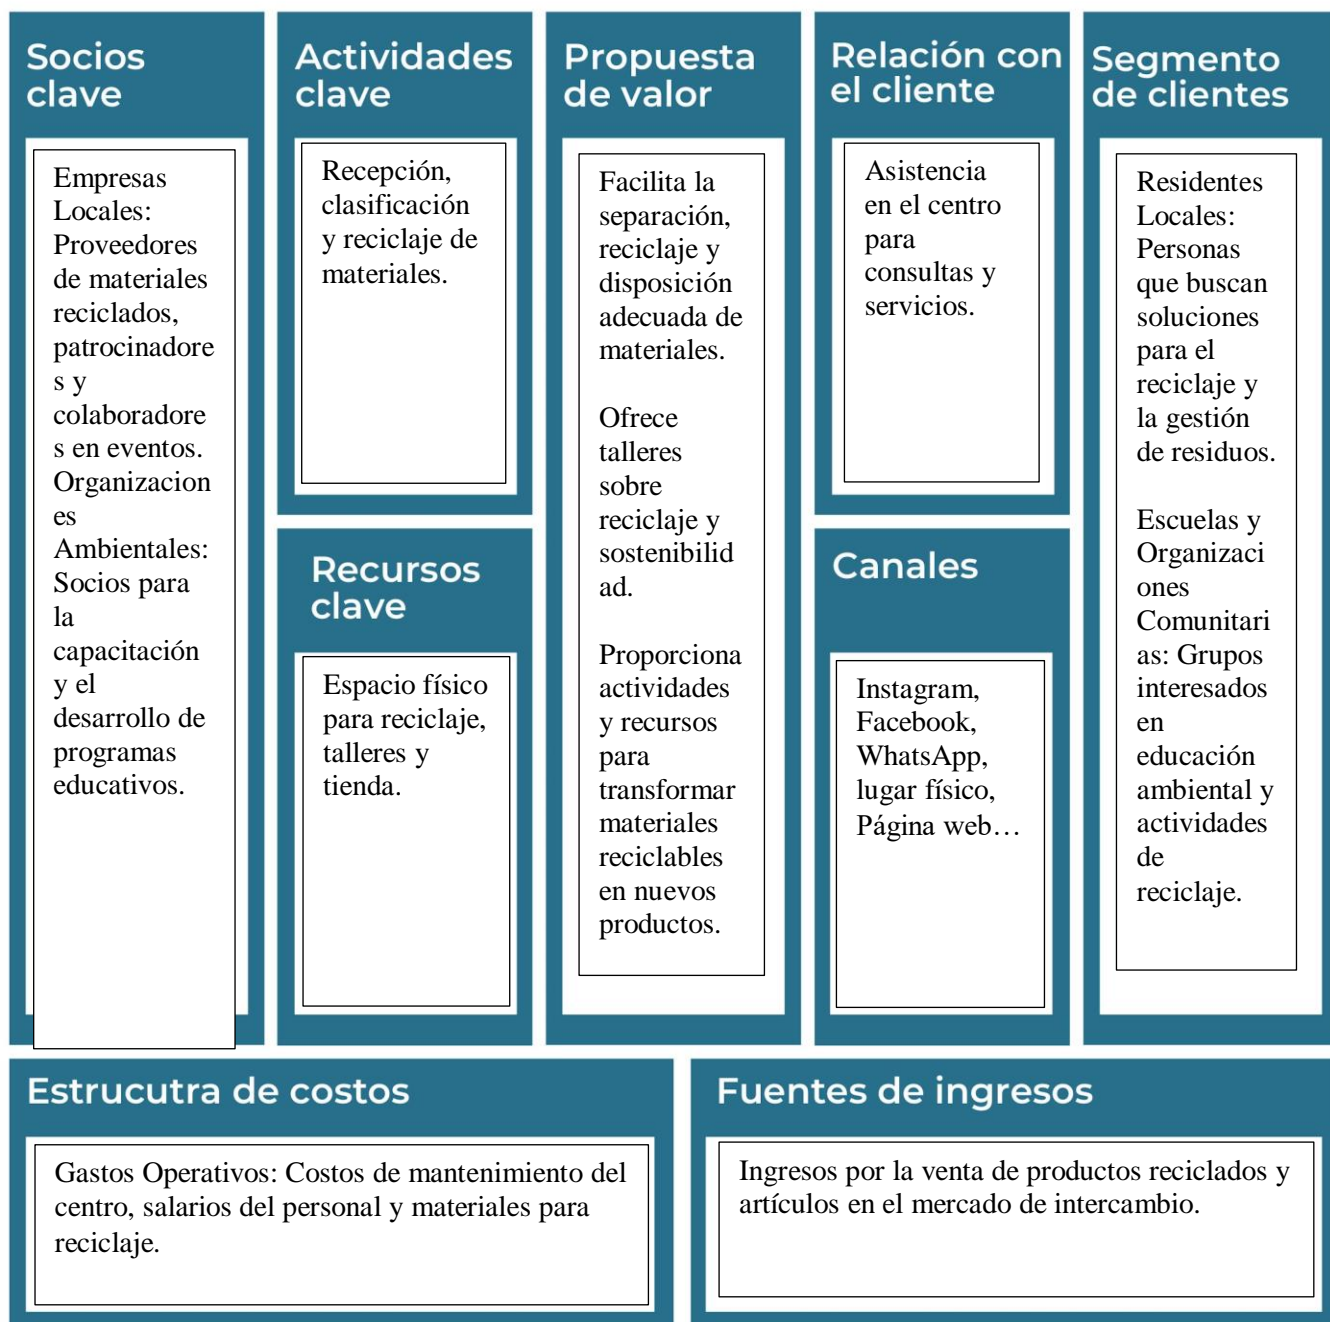 Socios
clave
Empresas
Locales:
Proveedores
de materiales
reciclados,
patrocinadore
s y
colaboradore
s en eventos.
Organizacion
es
Ambientales:
Socios para
la
capacitación
y el
desarrollo de
programas
educativos.
Actividades
clave
Recepción,
clasificación
y reciclaje de
materiales.
Recursos
clave
Espacio físico
para reciclaje,
talleres y
tienda.
Propuesta
de valor
Facilita la
separación,
reciclaje y
disposición
adecuada de
materiales.
Ofrece
talleres
sobre
reciclaje y
sostenibilid
ad.
Proporciona
actividades
y recursos
para
transformar
materiales
reciclables
en nuevos
productos.
Relación con
el cliente
Asistencia
en el centro
para
consultas y
servicios.
Canales
Instagram,
Facebook,
WhatsApp,
lugar físico,
Página web…
Segmento
de clientes
Residentes
Locales:
Personas
que buscan
soluciones
para el
reciclaje y
la gestión
de residuos.
Escuelas y
Organizaci
ones
Comunitari
as: Grupos
interesados
en
educación
ambiental y
actividades
de
reciclaje.
Estrucutra de costos
Gastos Operativos: Costos de mantenimiento del
centro, salarios del personal y materiales para
reciclaje.
Fuentes de ingresos
Ingresos por la venta de productos reciclados y
artículos en el mercado de intercambio.